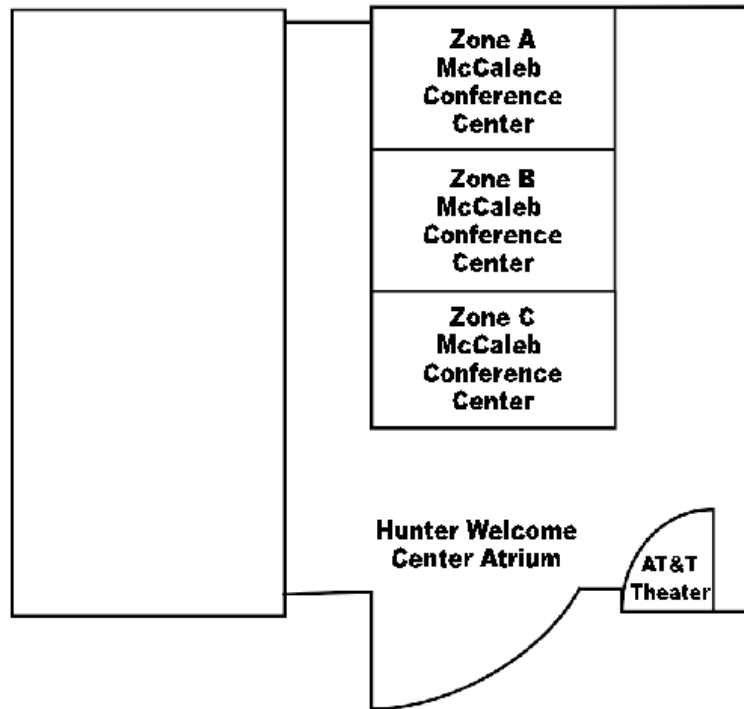 Zone A
McCaleb
Conference
Center
Zone B
McCaleb
Conference
Center
Zone C
McCaleb
Conference
Center
Hunter Welcome
Center Atrium
AT&T
Theater